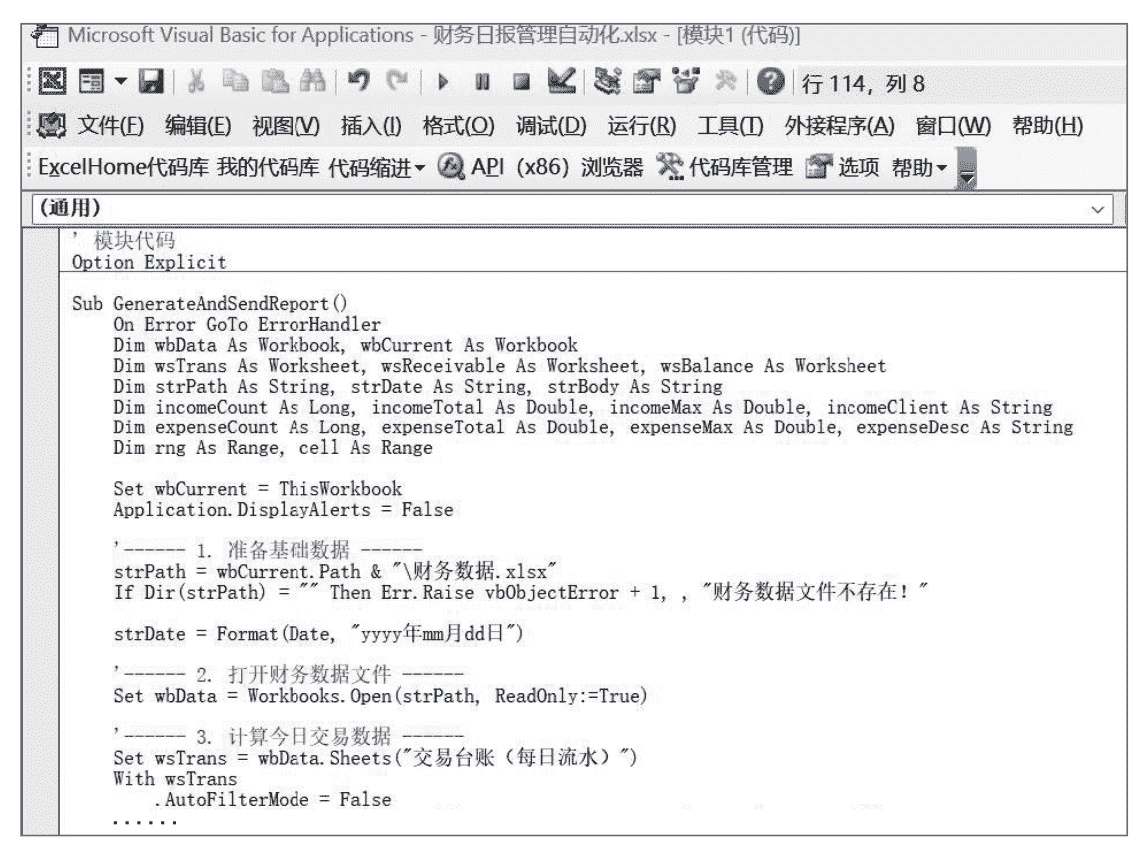 Microsoft Visual Basic for Applications - 财务日报管理自动化.xlsx - [模块1 (代码)]
行 114，列 8
文件(F) 编辑(E) 视图(V) 插入(I) 格式(O) 调试(D) 运行(R) 工具(T) 外接程序(A) 窗口(W) 帮助(H)
ExcelHome代码库 我的代码库 代码缩进 API (x86) 浏览器 代码库管理 选项 帮助
(通用)
' 模块代码
Option Explicit
Sub GenerateAndSendReport()
On Error GoTo ErrorHandler
Dim wbData As Workbook, wbCurrent As Workbook
Dim wsTrans As Worksheet, wsReceivable As Worksheet, wsBalance As Worksheet
Dim strPath As String, strDate As String, strBody As String
Dim incomeCount As Long, incomeTotal As Double, incomeMax As Double, incomeClient As String
Dim expenseCount As Long, expenseTotal As Double, expenseMax As Double, expenseDesc As String
Dim rng As Range, cell As Range
Set wbCurrent = ThisWorkbook
Application.DisplayAlerts = False
'------ 1. 准备基础数据 ------
strPath = wbCurrent.Path & "\财务数据.xlsx"
If Dir(strPath) = "" Then Err.Raise vbObjectError + 1, , "财务数据文件不存在！"
strDate = Format(Date, "yyyy年mm月dd日")
'------ 2. 打开财务数据文件 ------
Set wbData = Workbooks.Open(strPath, ReadOnly:=True)
'------ 3. 计算今日交易数据 ------
Set wsTrans = wbData.Sheets("交易台账（每日流水）")
With wsTrans
.AutoFilterMode = False
......